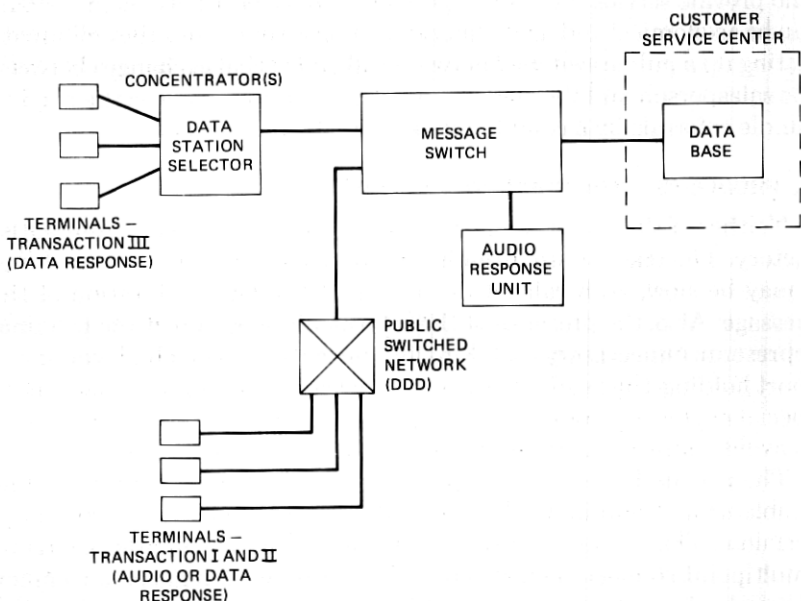 CUSTOMER
SERVICE CENTER
CONCENTRATOR(S)
DATA
STATION
SELECTOR
MESSAGE
SWITCH
DATA
BASE
TERMINALS –
TRANSACTION III
(DATA RESPONSE)
AUDIO
RESPONSE
UNIT
PUBLIC
SWITCHED
NETWORK
(DDD)
TERMINALS –
TRANSACTION I AND II
(AUDIO OR DATA
RESPONSE)